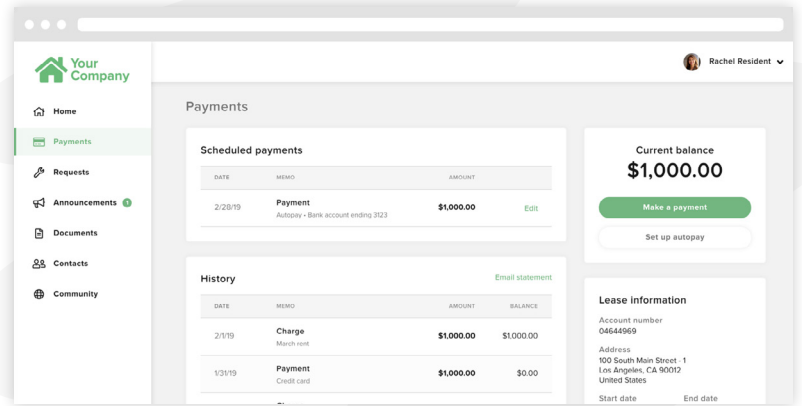 Your
Company
Rachel Resident
Home
Payments
Requests
Announcements 1
Documents
Contacts
Community
Payments
Scheduled payments
DATE MEMO AMOUNT
2/28/19 Payment $1,000.00 Edit
Autopay • Bank account ending 3123
History Email statement
DATE MEMO AMOUNT BALANCE
2/1/19 Charge $1,000.00 $1,000.00
March rent
1/31/19 Payment $1,000.00 $0.00
Credit card
Current balance
$1,000.00
Make a payment
Set up autopay
Lease information
Account number
04644969
Address
100 South Main Street - 1
Los Angeles, CA 90012
United States
Start date End date